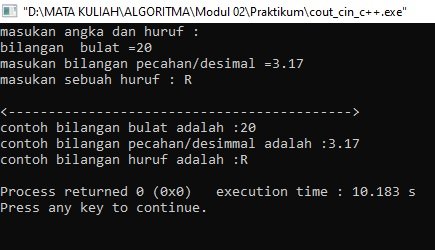 "D:\MATA KULIAH\ALGORITMA\Modul 02\Praktikum\cout_cin_c++.exe"
masukan angka dan huruf :
bilangan  bulat =20
masukan bilangan pecahan/desimal =3.17
masukan sebuah huruf : R
<------------------------------------------->
contoh bilangan bulat adalah :20
contoh bilangan pecahan/desimmal adalah :3.17
contoh bilangan huruf adalah :R
Process returned 0 (0x0)   execution time : 10.183 s
Press any key to continue.